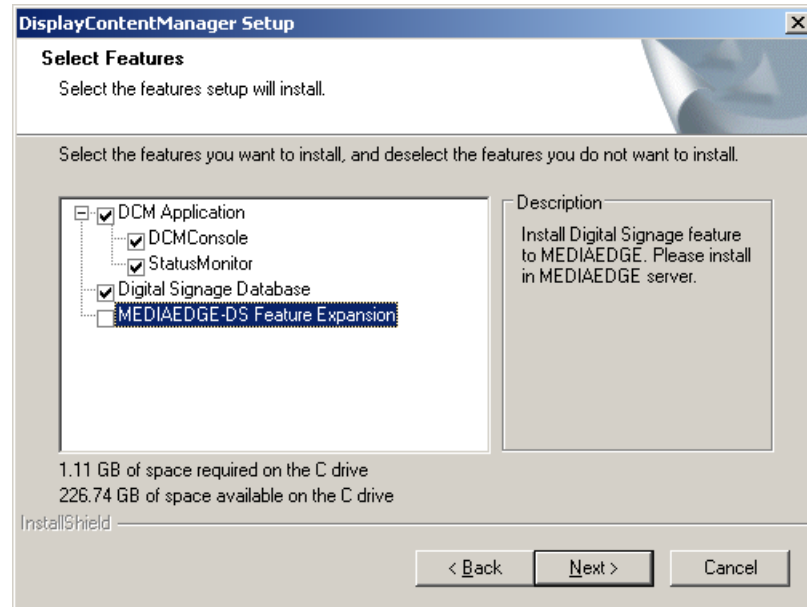 DisplayContentManager Setup
Select Features
Select the features setup will install.
Select the features you want to install, and deselect the features you do not want to install.
DCM Application
DCMConsole
StatusMonitor
Digital Signage Database
MEDIAEDGE-DS Feature Expansion
Description
Install Digital Signage feature
to MEDIAEDGE. Please install
in MEDIAEDGE server.
1.11 GB of space required on the C drive
226.74 GB of space available on the C drive
InstallShield
< Back
Next >
Cancel